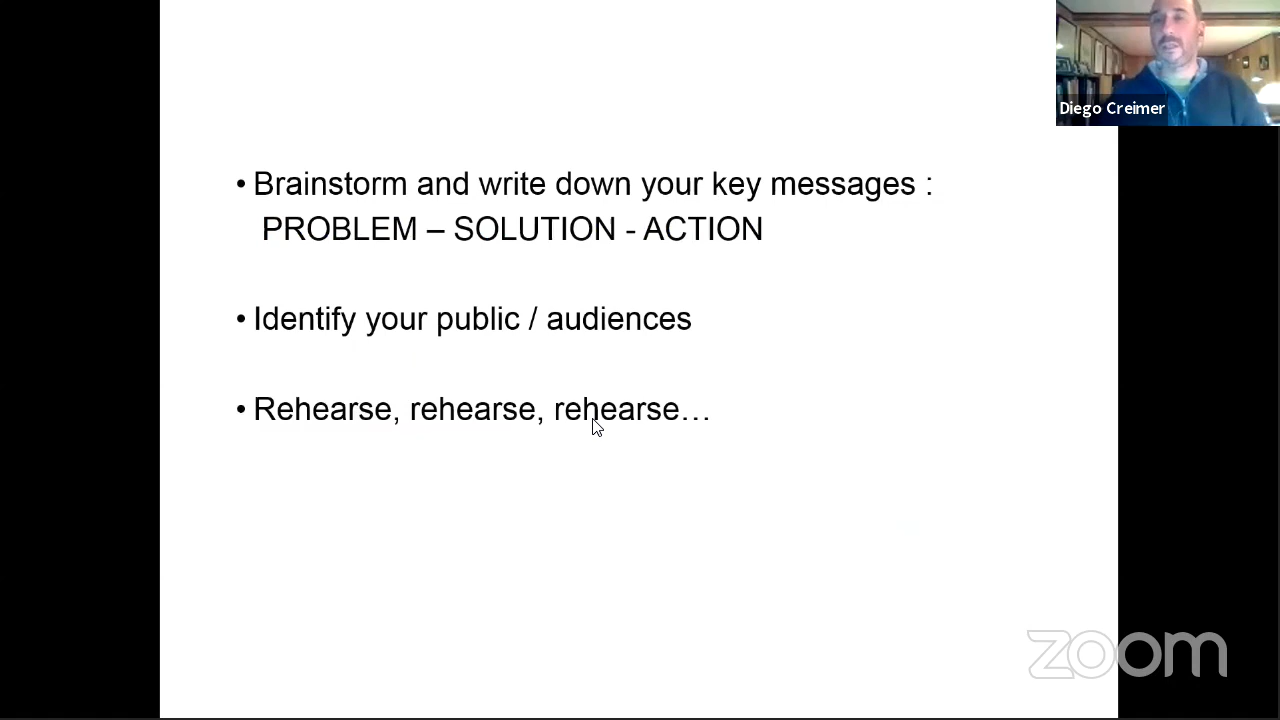 Diego Creimer
• Brainstorm and write down your key messages :
PROBLEM – SOLUTION - ACTION
• Identify your public / audiences
• Rehearse, rehearse, rehearse…
zoom